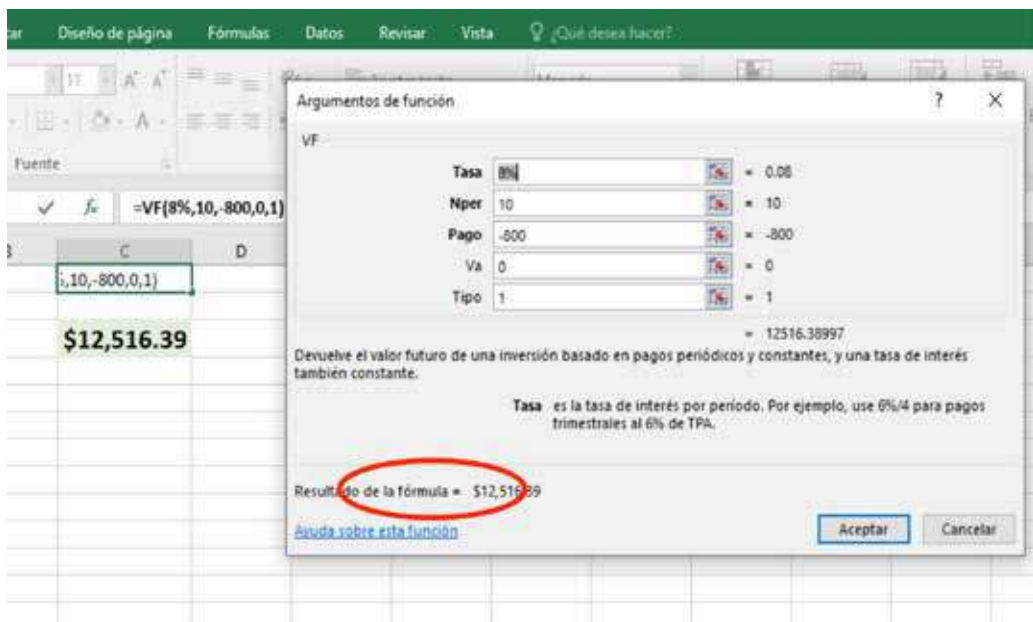 Diseño de página Fórmulas Datos Revisar Vista ¿Qué desea hacer?
11 A A
A
Fuente
fx =VF(8%,10,-800,0,1)
C D
10,-800,0,1)
$12,516.39
Argumentos de función ? X
VF
Tasa 8% = 0.08
Nper 10 = 10
Pago -800 = -800
Va 0 = 0
Tipo 1 = 1
= 12516.38997
Devuelve el valor futuro de una inversión basado en pagos periódicos y constantes, y una tasa de interés
también constante.
Tasa es la tasa de interés por período. Por ejemplo, use 6%/4 para pagos
trimestrales al 6% de TPA.
Resultado de la fórmula = $12,516.39
Ayuda sobre esta función
Aceptar Cancelar